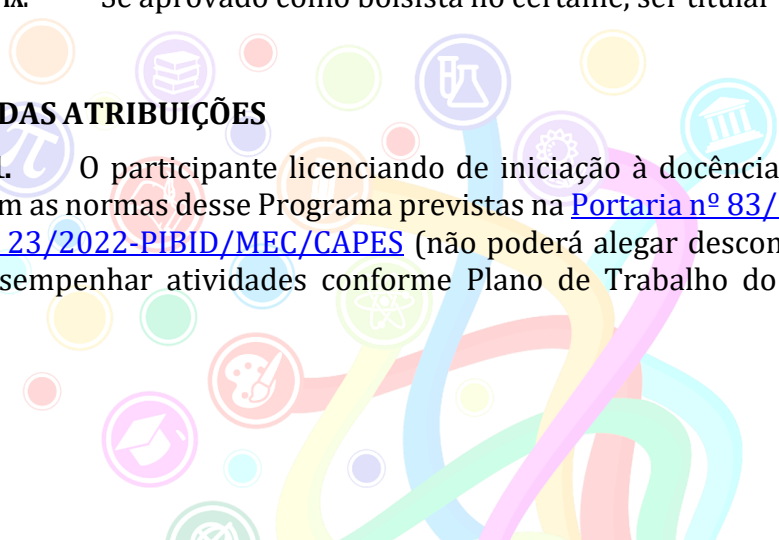 IX. Se aprovado como bolsista no certame, ser titular
DAS ATRIBUIÇÕES
1. O participante licenciando de iniciação à docência
m as normas desse Programa previstas na Portaria nº 83/
23/2022-PIBID/MEC/CAPES (não poderá alegar descon
sempenhar atividades conforme Plano de Trabalho do